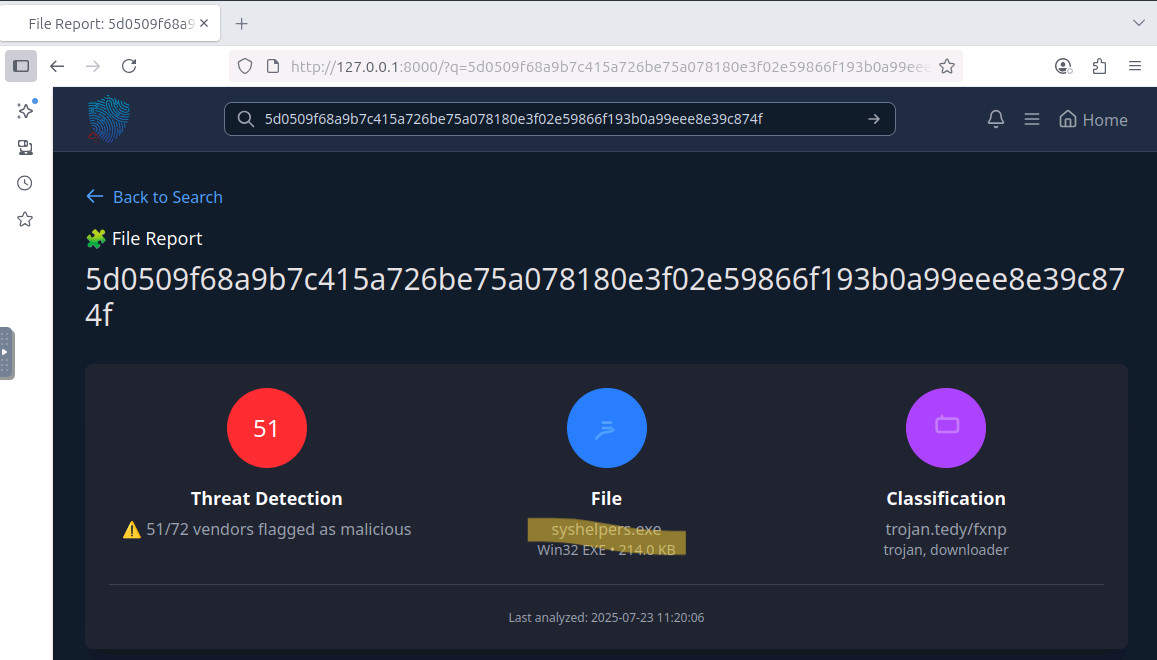 File Report: 5d0509f68a9
http://127.0.0.1:8000/?q=5d0509f68a9b7c415a726be75a078180e3f02e59866f193b0a99eee
5d0509f68a9b7c415a726be75a078180e3f02e59866f193b0a99eee8e39c874f
Home
Back to Search
File Report
5d0509f68a9b7c415a726be75a078180e3f02e59866f193b0a99eee8e39c87
4f
51
Threat Detection
51/72 vendors flagged as malicious
File
syshelpers.exe
Win32 EXE • 214.0 KB
Classification
trojan.tedy/fxnp
trojan, downloader
Last analyzed: 2025-07-23 11:20:06